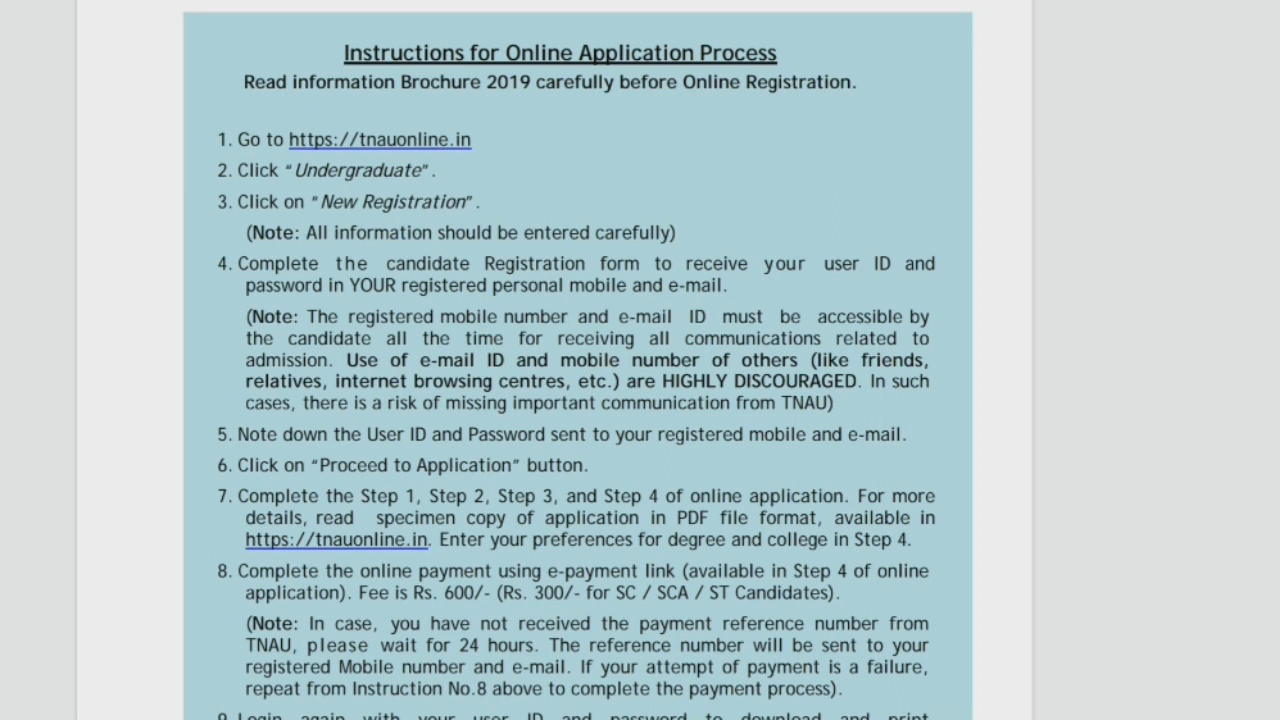 Instructions for Online Application Process
Read information Brochure 2019 carefully before Online Registration.
1. Go to https://tnauonline.in
2. Click “Undergraduate”.
3. Click on “New Registration”.
(Note: All information should be entered carefully)
4. Complete the candidate Registration form to receive your user ID and
password in YOUR registered personal mobile and e-mail.
(Note: The registered mobile number and e-mail ID must be accessible by
the candidate all the time for receiving all communications related to
admission. Use of e-mail ID and mobile number of others (like friends,
relatives, internet browsing centres, etc.) are HIGHLY DISCOURAGED. In such
cases, there is a risk of missing important communication from TNAU)
5. Note down the User ID and Password sent to your registered mobile and e-mail.
6. Click on “Proceed to Application” button.
7. Complete the Step 1, Step 2, Step 3, and Step 4 of online application. For more
details, read specimen copy of application in PDF file format, available in
https://tnauonline.in. Enter your preferences for degree and college in Step 4.
8. Complete the online payment using e-payment link (available in Step 4 of online
application). Fee is Rs. 600/- (Rs. 300/- for SC / SCA / ST Candidates).
(Note: In case, you have not received the payment reference number from
TNAU, please wait for 24 hours. The reference number will be sent to your
registered Mobile number and e-mail. If your attempt of payment is a failure,
repeat from Instruction No.8 above to complete the payment process).
9. Login again with your user ID and password to download and print